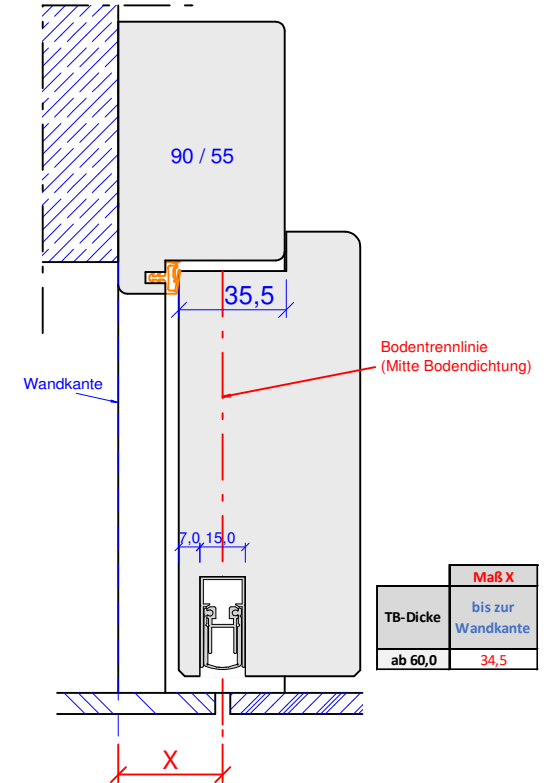 90 / 55
35,5
Bodentrennlinie
(Mitte Bodendichtung)
Wandkante
7,0
15,0
Maß X
TB-Dicke
bis zur
Wandkante
ab 60,0
34,5
X